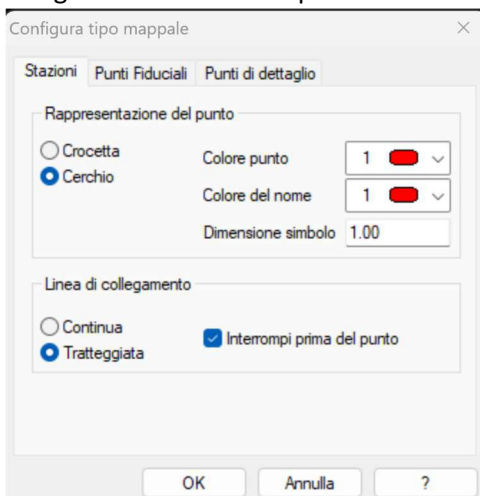 Configura tipo mappale
Stazioni Punti Fiduciali Punti di dettaglio
Rappresentazione del punto
Crocetta
Cerchio
Colore punto 1
Colore del nome 1
Dimensione simbolo 1.00
Linea di collegamento
Continua
Tratteggiata
Interrompi prima del punto
OK Annulla ?